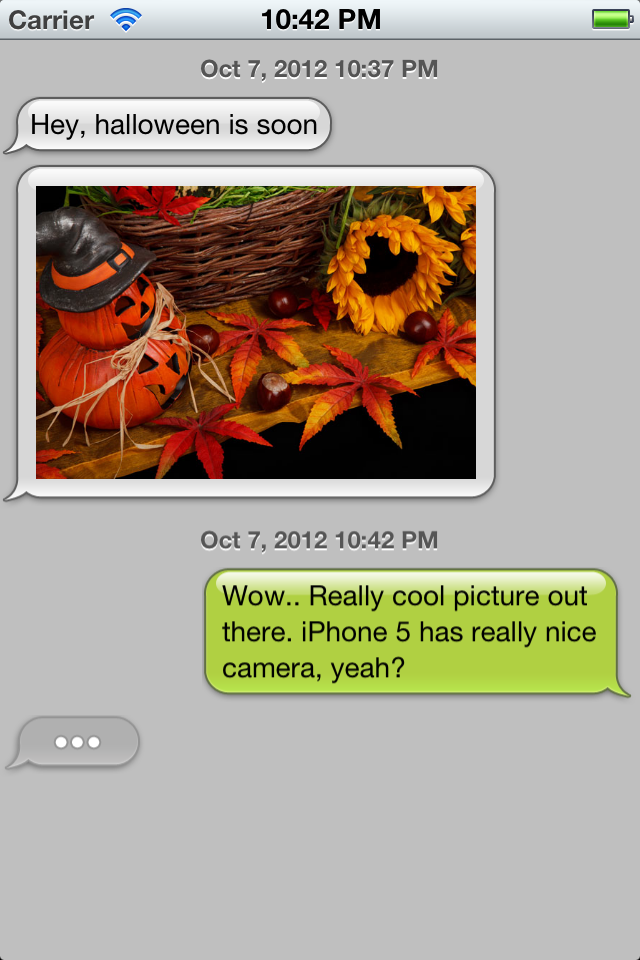 Carrier 10:42 PM
Oct 7, 2012 10:37 PM
Hey, halloween is soon
Oct 7, 2012 10:42 PM
Wow.. Really cool picture out
there. iPhone 5 has really nice
camera, yeah?